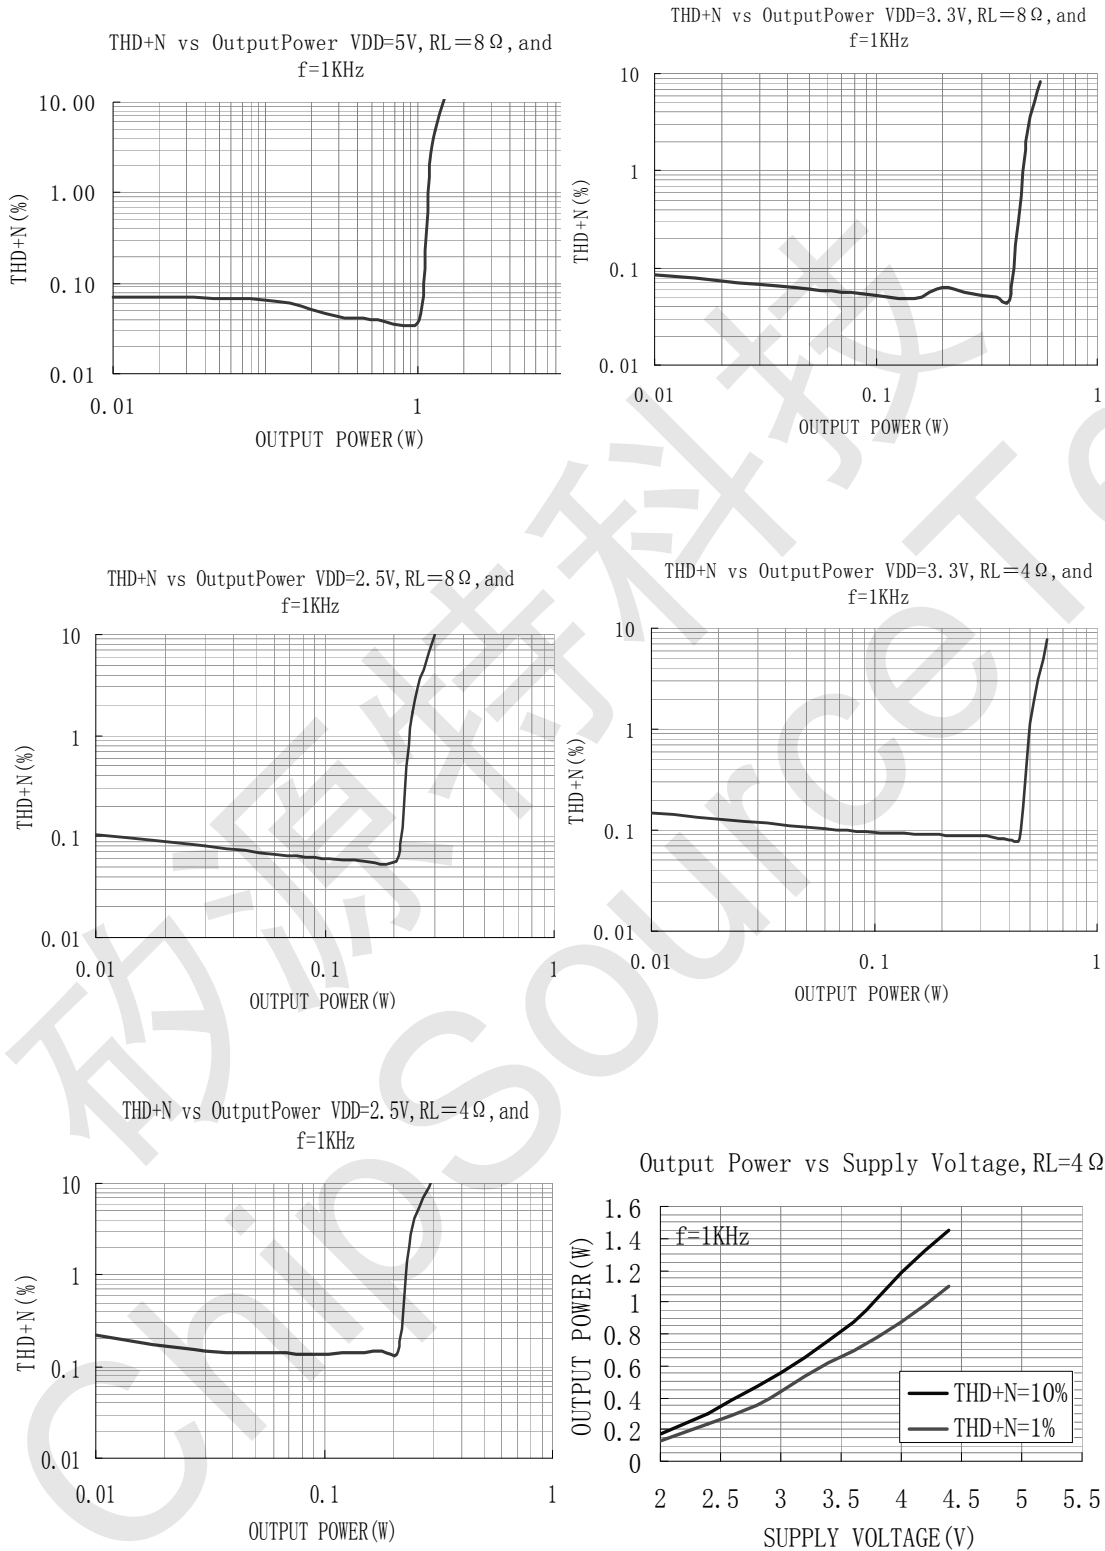 THD+N vs OutputPower VDD=5V,RL=8Ω,and
f=1KHz
10.00
1.00
0.10
0.01
THD+N(%)
0.01
1
OUTPUT POWER(W)
THD+N vs OutputPower VDD=3.3V,RL=8Ω,and
f=1KHz
10
1
0.1
0.01
THD+N(%)
0.01
0.1
1
OUTPUT POWER(W)
THD+N vs OutputPower VDD=2.5V,RL=8Ω,and
f=1KHz
10
1
0.1
0.01
THD+N(%)
0.01
0.1
1
OUTPUT POWER(W)
THD+N vs OutputPower VDD=3.3V,RL=4Ω,and
f=1KHz
10
1
0.1
0.01
THD+N(%)
0.01
0.1
1
OUTPUT POWER(W)
THD+N vs OutputPower VDD=2.5V,RL=4Ω,and
f=1KHz
10
1
0.1
0.01
THD+N(%)
0.01
0.1
1
OUTPUT POWER(W)
Output Power vs Supply Voltage,RL=4Ω
f=1KHz
1.6
1.4
1.2
1
0.8
0.6
0.4
0.2
0
OUTPUT POWER(W)
THD+N=10%
THD+N=1%
2
2.5
3
3.5
4
4.5
5
5.5
SUPPLY VOLTAGE(V)
矽源特科技
ChipSourceTe